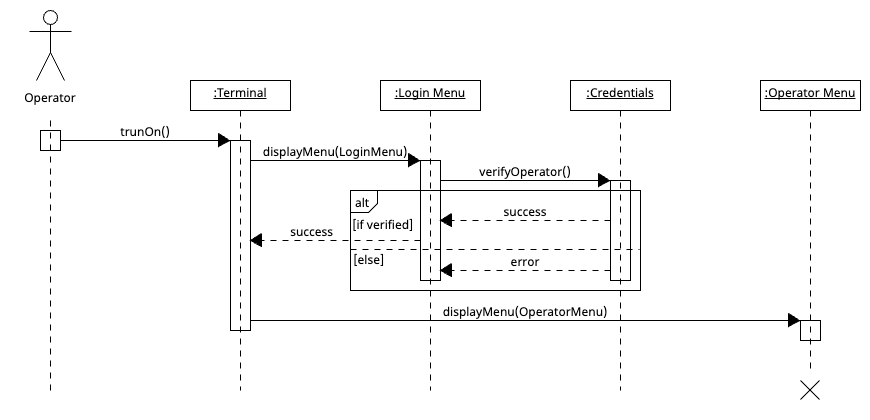 Operator
:Terminal
:Login Menu
:Credentials
:Operator Menu
trunOn()
displayMenu(LoginMenu)
verifyOperator()
alt
success
[if verified]
success
[else]
error
displayMenu(OperatorMenu)